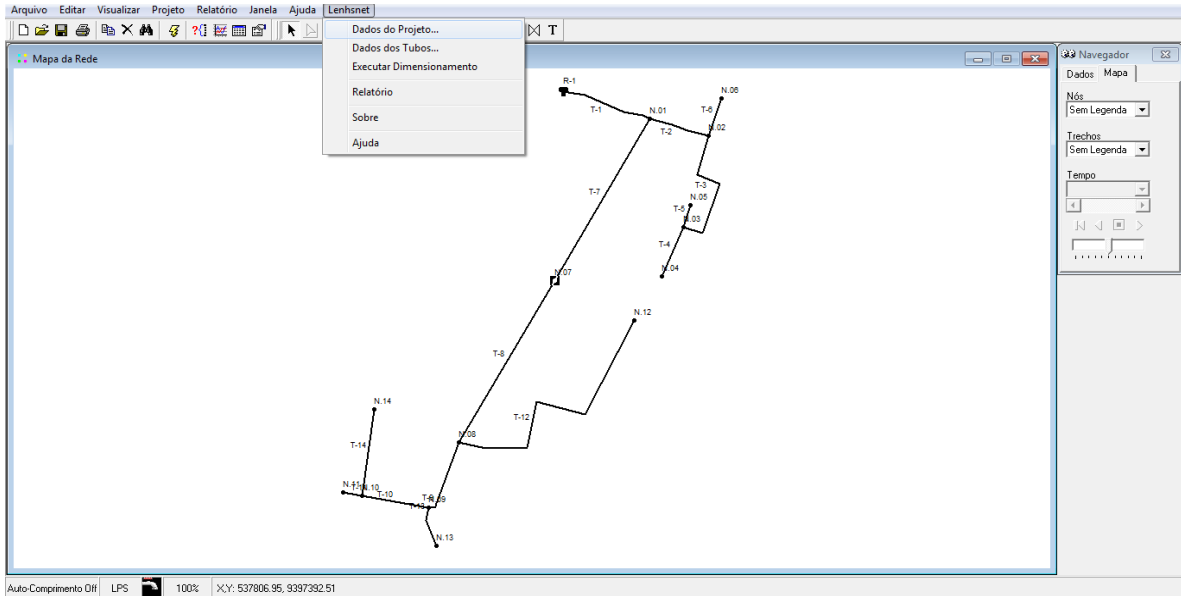 Arquivo Editar Visualizar Projeto Relatório Janela Ajuda Lenhsnet
Dados do Projeto...
Dados dos Tubos...
Executar Dimensionamento
Relatório
Sobre
Ajuda
T
Mapa da Rede
Navegador
Dados Mapa
Nós
Sem Legenda
Trechos
Sem Legenda
Tempo
R-1
T-1
N.01
T-2
N.02
T-6
N.06
T-3
N.05
T-5
N.03
T-4
N.04
T-7
N.07
T-8
N.12
T-12
N.08
N.14
T-14
N.11
N.10
T-10
N.09
N.13
Auto-Comprimento Off LPS 100% X,Y: 537806.95, 9397392.51